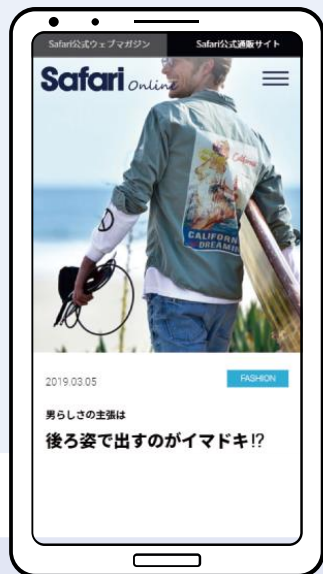 Safari公式ウェブマガジン
Safari公式通販サイト
Safari Online
California
CALIFORNIA
DREAMIN'
2019.03.05
FASHION
男らしさの主張は
後ろ姿で出すのがイマドキ!?